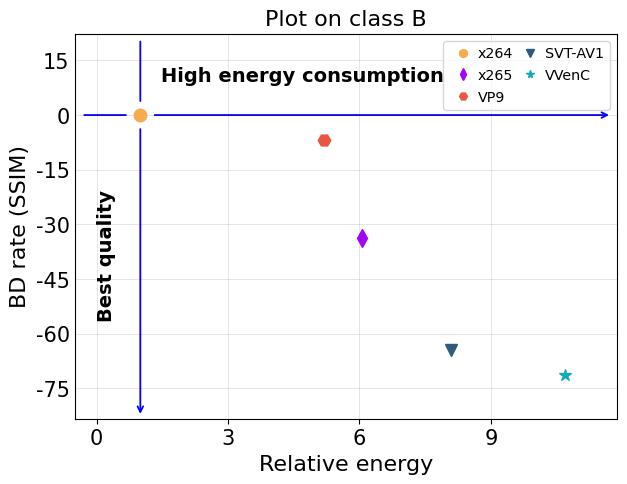 Plot on class B
x264
x265
VP9
SVT-AV1
VVenC
High energy consumption
Best quality
BD rate (SSIM)
15
0
-15
-30
-45
-60
-75
0
3
6
9
Relative energy